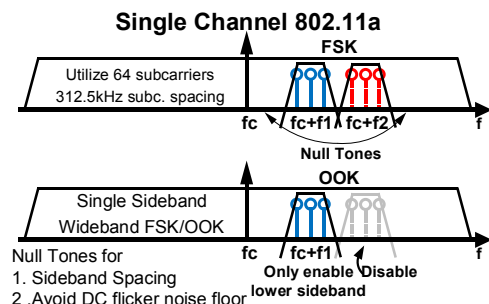 Single Channel 802.11a
FSK
Utilize 64 subcarriers
312.5kHz subc. spacing
fc fc+f1 fc+f2 f
Null Tones
OOK
Single Sideband
Wideband FSK/OOK
fc fc+f1 f
Null Tones for
Only enable Disable
1. Sideband Spacing
lower sideband
2 .Avoid DC flicker noise floor